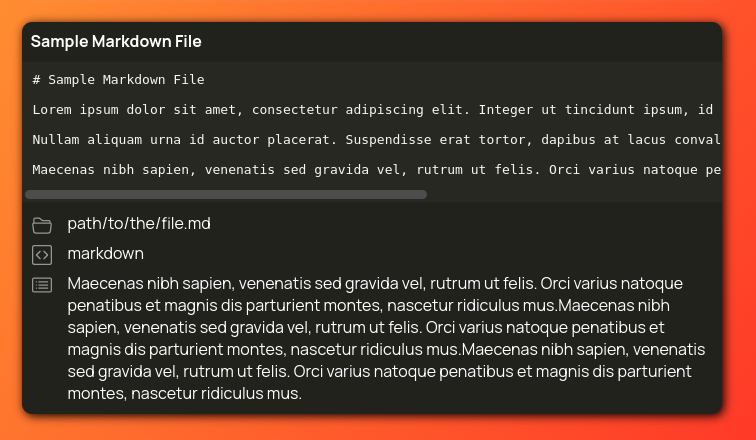 Sample Markdown File
# Sample Markdown File
Lorem ipsum dolor sit amet, consectetur adipiscing elit. Integer ut tincidunt ipsum, id
Nullam aliquam urna id auctor placerat. Suspendisse erat tortor, dapibus at lacus conval
Maecenas nibh sapien, venenatis sed gravida vel, rutrum ut felis. Orci varius natoque pe
path/to/the/file.md
markdown
Maecenas nibh sapien, venenatis sed gravida vel, rutrum ut felis. Orci varius natoque
penatibus et magnis dis parturient montes, nascetur ridiculus mus.Maecenas nibh
sapien, venenatis sed gravida vel, rutrum ut felis. Orci varius natoque penatibus et
magnis dis parturient montes, nascetur ridiculus mus.Maecenas nibh sapien, venenatis
sed gravida vel, rutrum ut felis. Orci varius natoque penatibus et magnis dis parturient
montes, nascetur ridiculus mus.